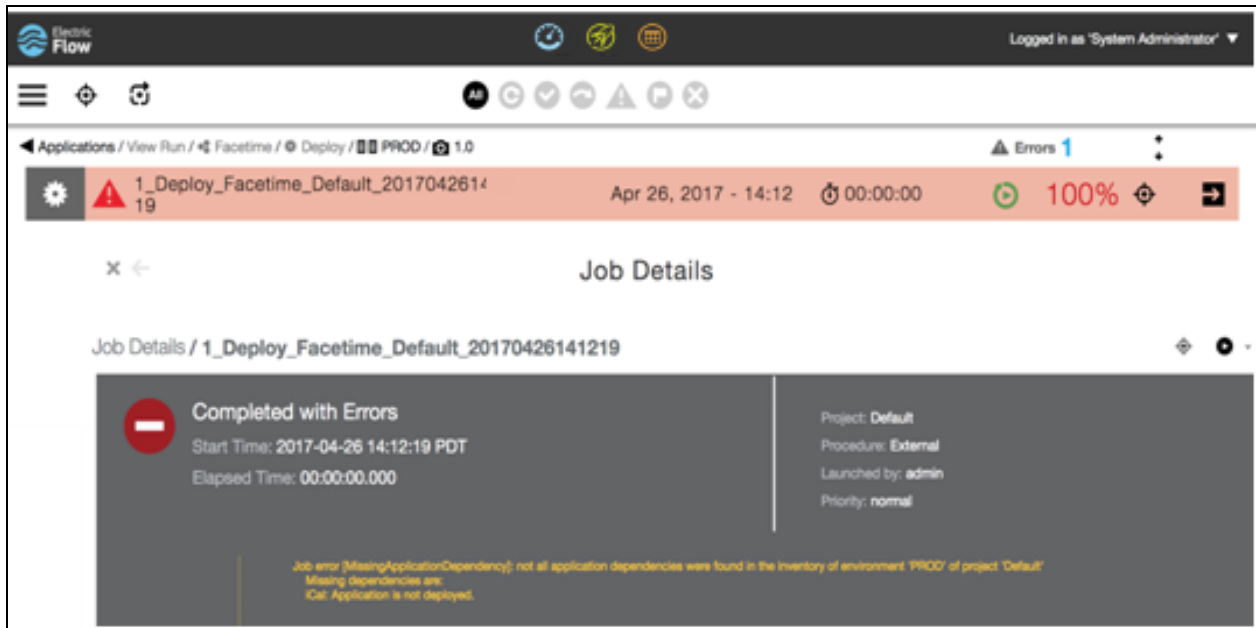 Electric
Flow
Logged in as 'System Administrator'
All
Applications / View Run / Facetime / Deploy / PROD / 1.0
Errors 1
1_Deploy_Facetime_Default_2017042614
19
Apr 26, 2017 - 14:12
00:00:00
100%
Job Details
Job Details / 1_Deploy_Facetime_Default_20170426141219
Completed with Errors
Start Time: 2017-04-26 14:12:19 PDT
Elapsed Time: 00:00:00.000
Project: Default
Procedure: External
Launched by: admin
Priority: normal
Job error [MissingApplicationDependency]: not all application dependencies were found in the inventory of environment 'PROD' of project 'Default'
Missing dependencies are:
iCal: Application is not deployed.